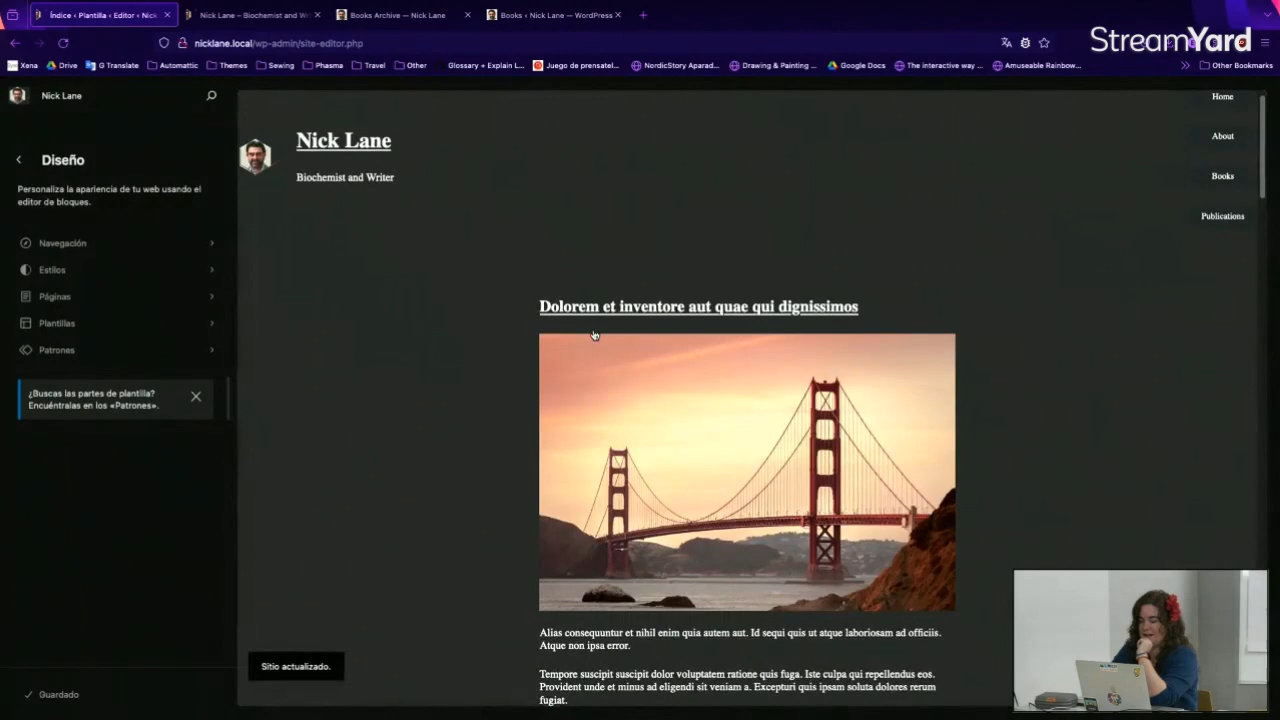 Índice ‹ Plantilla ‹ Editor ‹ Nick
Nick Lane – Biochemist and Wr
Books Archive — Nick Lane
Books ‹ Nick Lane — WordPress
StreamYard
nicklane.local/wp-admin/site-editor.php
Xena
Drive
G Translate
Automattic
Themes
Sewing
Phasma
Travel
Other
Glossary + Explain L...
Juego de prensatel...
NordicStory Aparad...
Drawing & Painting ...
Google Docs
The interactive way ...
Amuseable Rainbow...
Other Bookmarks
Nick Lane
Diseño
Personaliza la apariencia de tu web usando el
editor de bloques.
Navegación
Estilos
Páginas
Plantillas
Patrones
¿Buscas las partes de plantilla?
Encuéntralas en los «Patrones».
Guardado
Nick Lane
Biochemist and Writer
Home
About
Books
Publications
Dolorem et inventore aut quae qui dignissimos
Alias consequuntur et nihil enim quia autem aut. Id sequi quis ut atque laboriosam ad officiis.
Atque non ipsa error.
Tempore suscipit suscipit dolor voluptatem ratione quis fuga. Iste culpa qui repellendus eos.
Provident unde et minus ad eligendi sit veniam a. Excepturi quis ipsam soluta dolores rerum
fugiat.
Sitio actualizado.